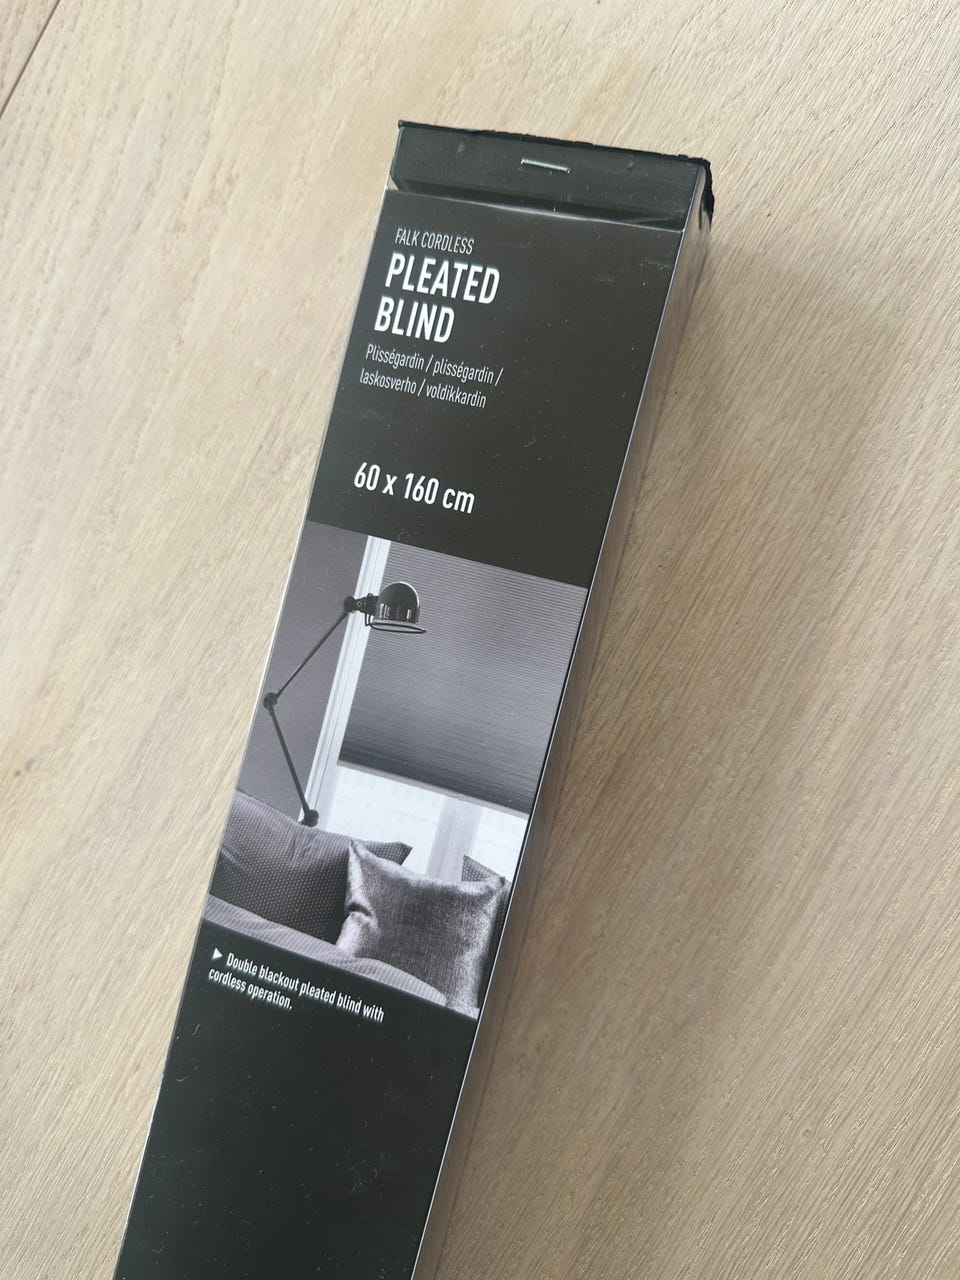 FALK CORDLESS
PLEATED
BLIND
Plisségardin / plisségardin /
laskosverho / voldikkardin
60 x 160 cm
► Double blackout pleated blind with
cordless operation.